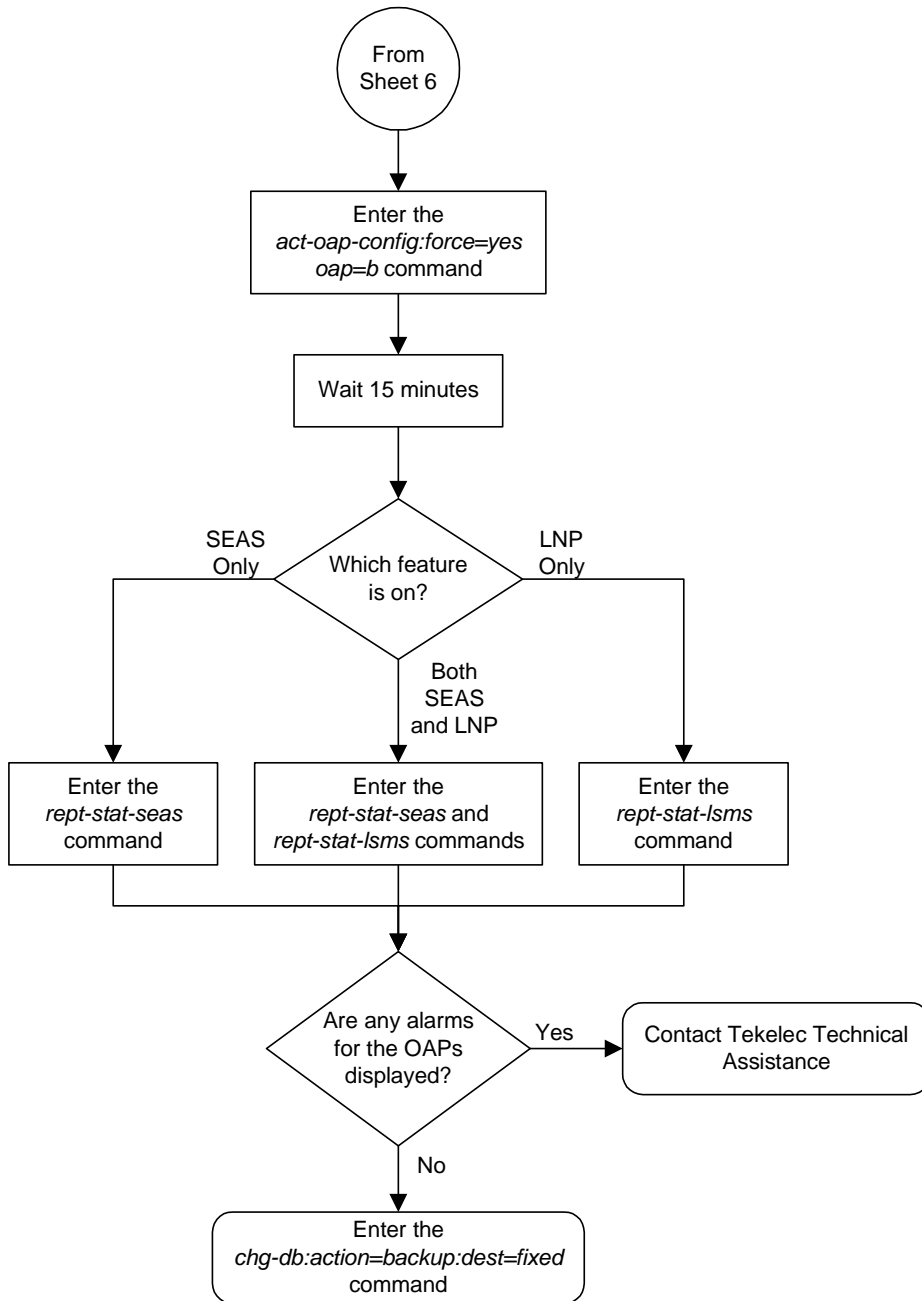 From
Sheet 6
Enter the
act-oap-config:force=yes
oap=b command
Wait 15 minutes
SEAS
Only
Which feature
is on?
LNP
Only
Both
SEAS
and LNP
Enter the
rept-stat-seas
command
Enter the
rept-stat-seas and
rept-stat-lsms commands
Enter the
rept-stat-lsms
command
Are any alarms
for the OAPs
displayed?
Yes
Contact Tekelec Technical
Assistance
No
Enter the
chg-db:action=backup:dest=fixed
command